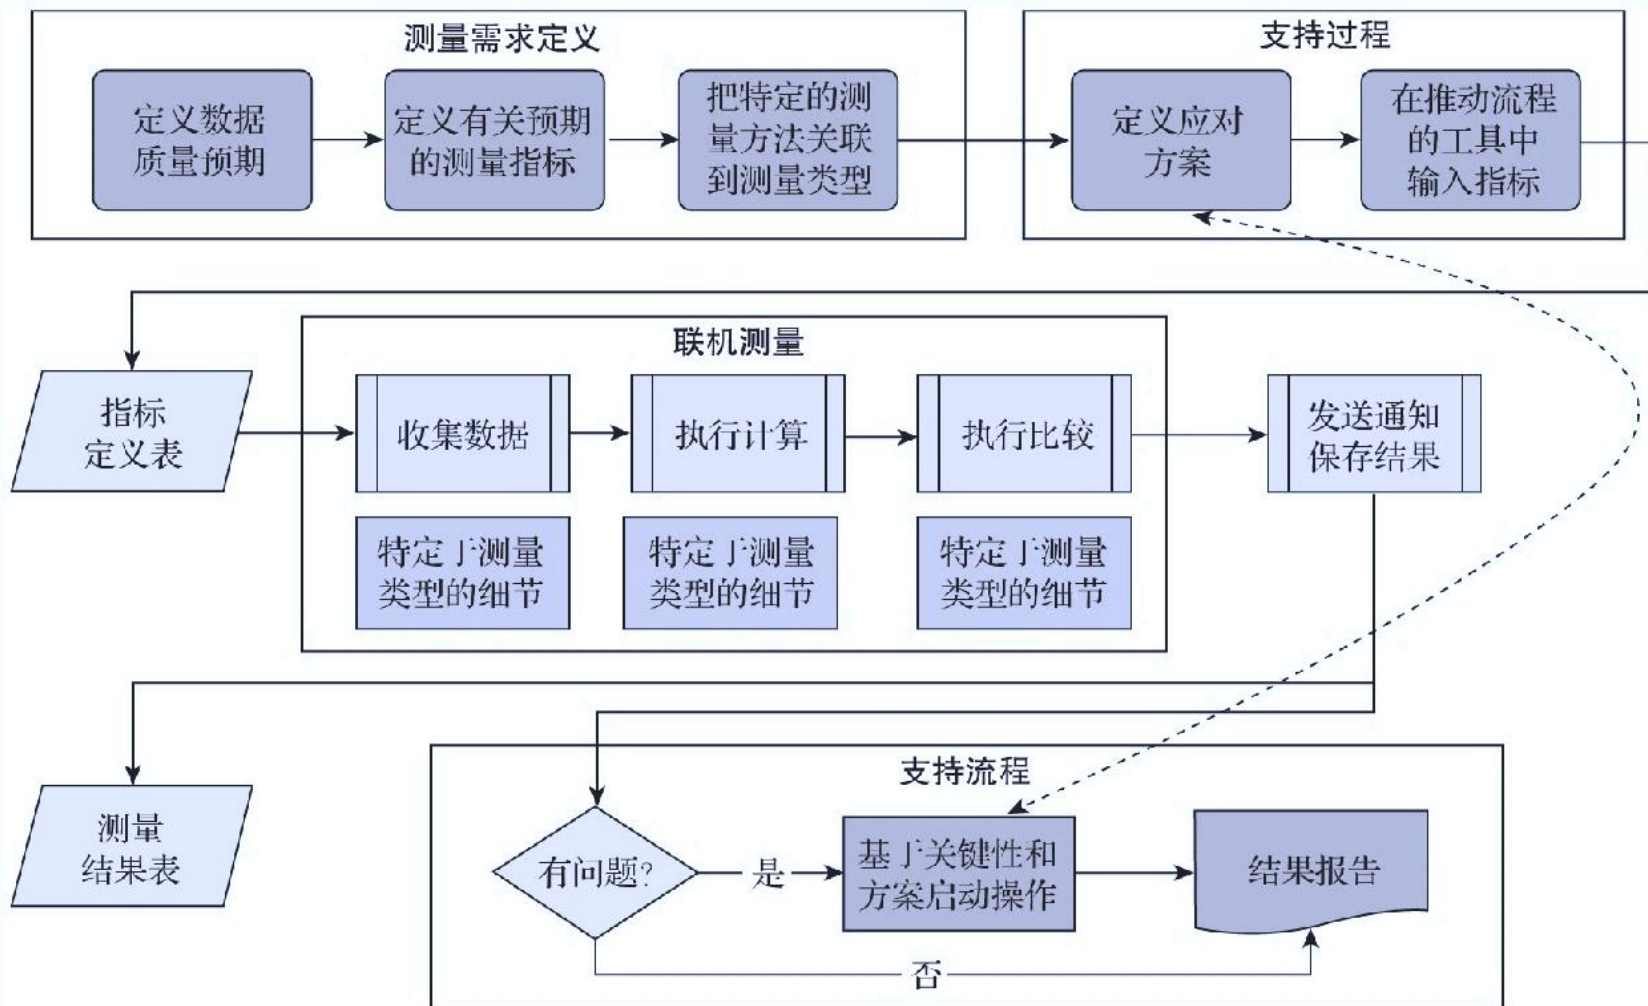 测量需求定义
支持过程
定义数据
质量预期
定义有关预期
的测量指标
把特定的测
量方法关联
到测量类型
定义应对
方案
在推动流程
的工具中
输入指标
联机测量
指标
定义表
收集数据
执行计算
执行比较
发送通知
保存结果
特定于测量
类型的细节
特定于测量
类型的细节
特定于测量
类型的细节
支持流程
测量
结果表
有问题?
是
基于关键性和
方案启动操作
结果报告
否